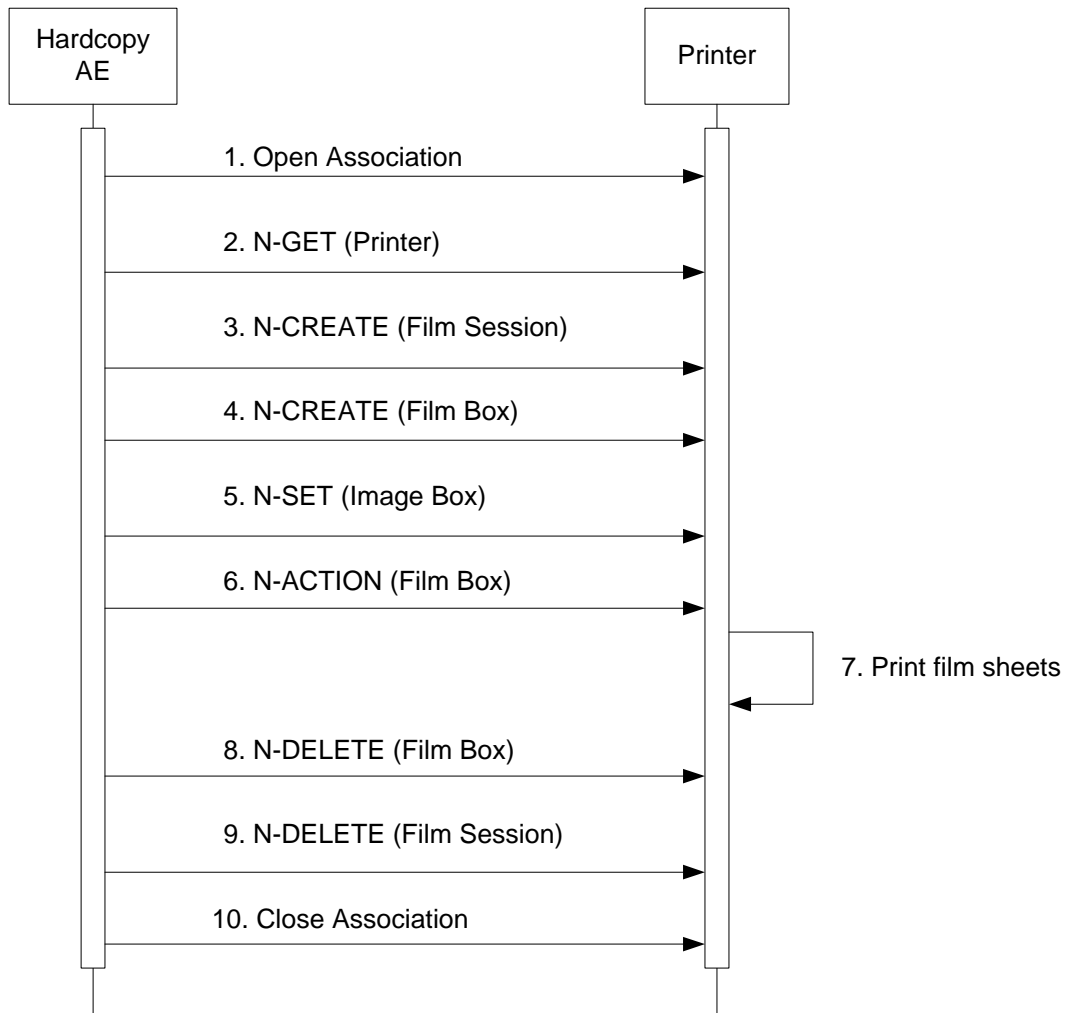 Hardcopy
AE
Printer
1. Open Association
2. N-GET (Printer)
3. N-CREATE (Film Session)
4. N-CREATE (Film Box)
5. N-SET (Image Box)
6. N-ACTION (Film Box)
7. Print film sheets
8. N-DELETE (Film Box)
9. N-DELETE (Film Session)
10. Close Association